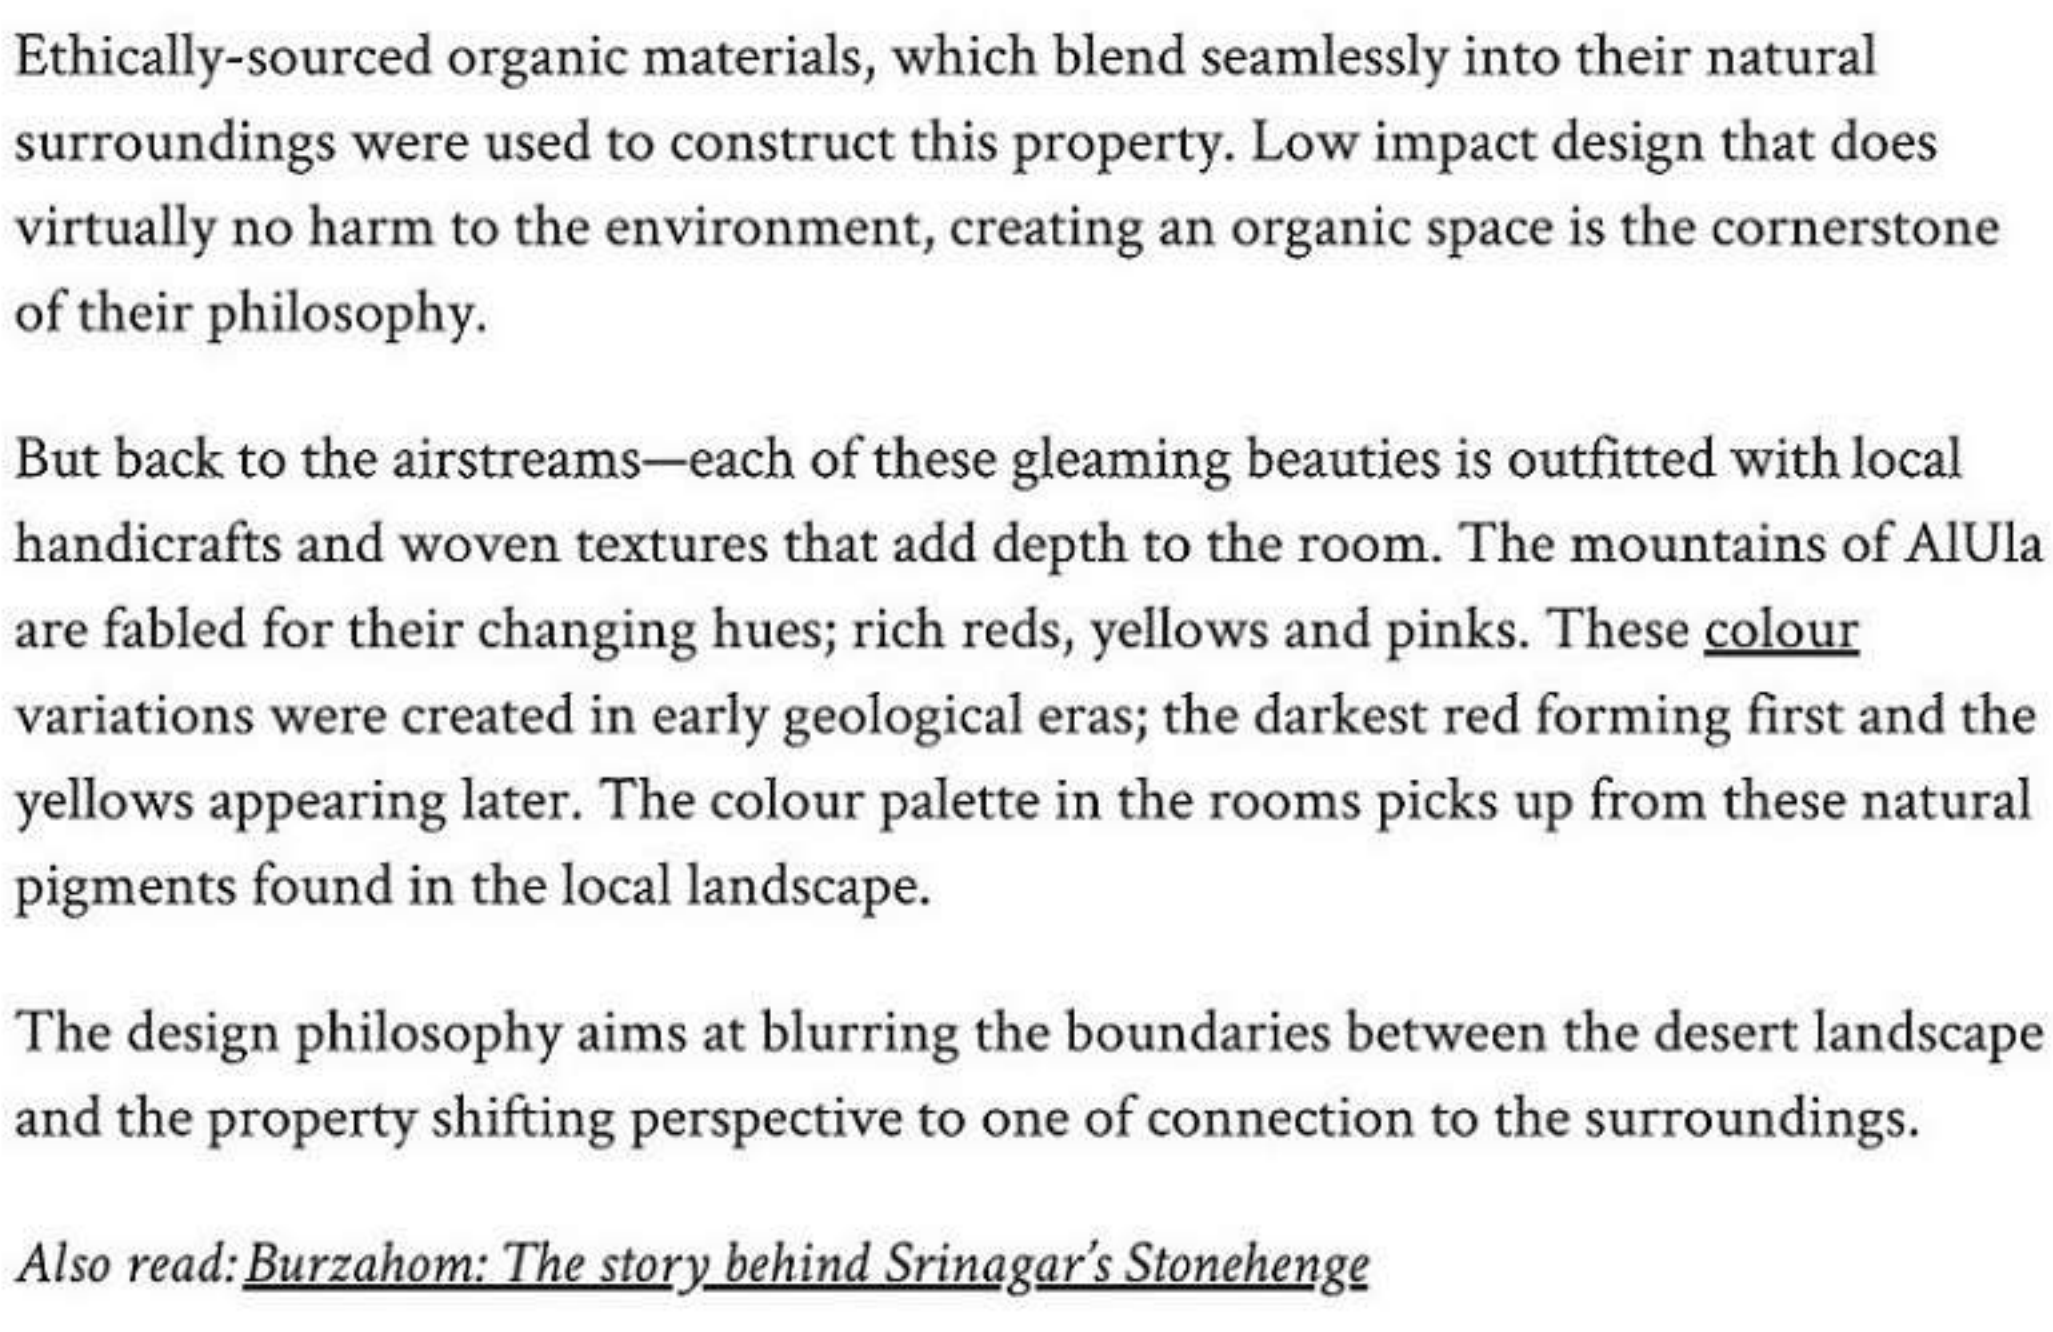 Ethically-sourced organic materials, which blend seamlessly into their natural
surroundings were used to construct this property. Low impact design that does
virtually no harm to the environment, creating an organic space is the cornerstone
of their philosophy.
But back to the airstreams—each of these gleaming beauties is outfitted with local
handicrafts and woven textures that add depth to the room. The mountains of AlUla
are fabled for their changing hues; rich reds, yellows and pinks. These colour
variations were created in early geological eras; the darkest red forming first and the
yellows appearing later. The colour palette in the rooms picks up from these natural
pigments found in the local landscape.
The design philosophy aims at blurring the boundaries between the desert landscape
and the property shifting perspective to one of connection to the surroundings.
Also read: Burzahom: The story behind Srinagar’s Stonehenge